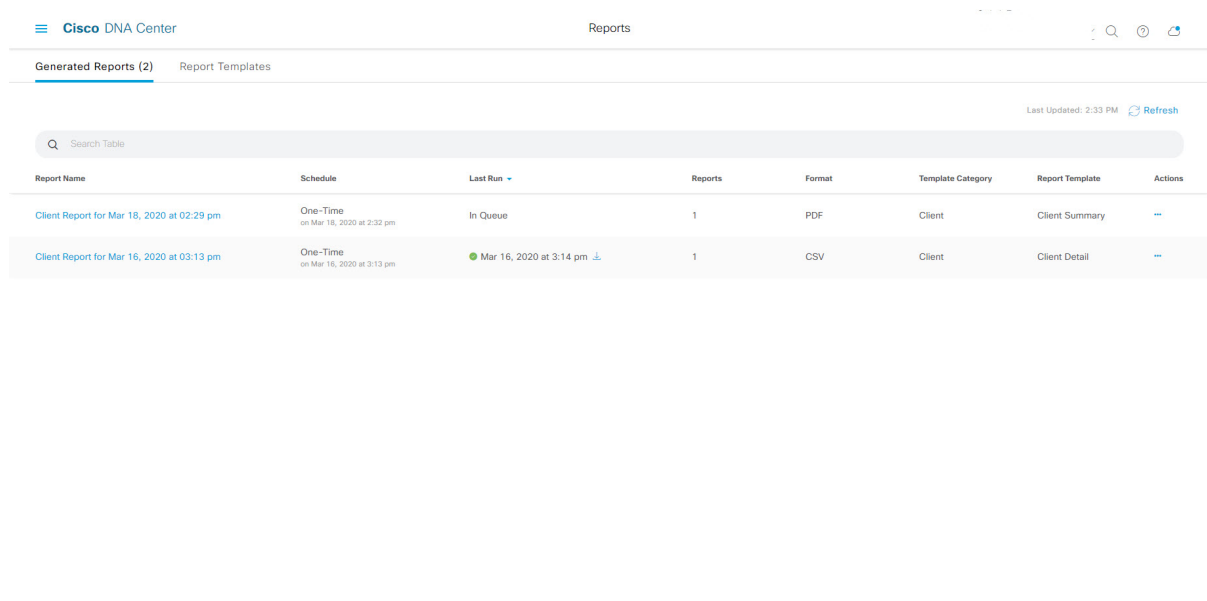 Cisco DNA Center Reports
Generated Reports (2) Report Templates
Last Updated: 2:33 PM Refresh
Search Table
Report Name Schedule Last Run Reports Format Template Category Report Template Actions
Client Report for Mar 18, 2020 at 02:29 pm One-Time In Queue 1 PDF Client Client Summary
on Mar 18, 2020 at 2:32 pm
Client Report for Mar 16, 2020 at 03:13 pm One-Time Mar 16, 2020 at 3:14 pm 1 CSV Client Client Detail
on Mar 16, 2020 at 3:13 pm